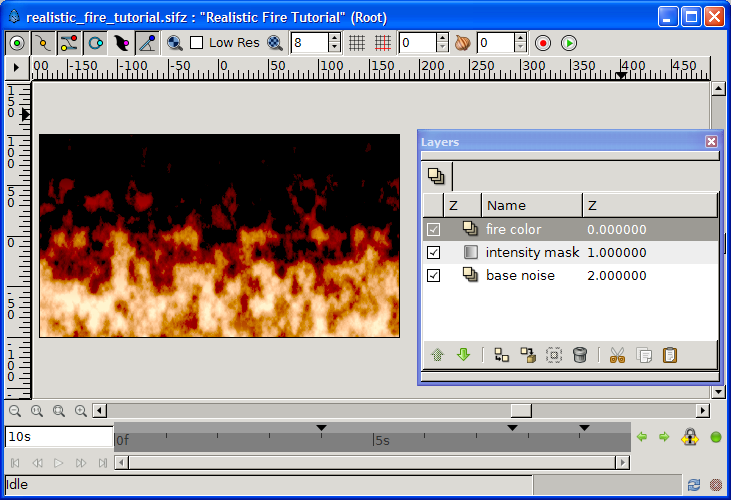 realistic_fire_tutorial.sifz : "Realistic Fire Tutorial" (Root)
Low Res 8 0 0
00 -150 -100 -50 0 50 100 150 200 250 300 350 400 450
150
100
50
0
-50
-100
Layers
Z Name Z
fire color 0.000000
intensity mask 1.000000
base noise 2.000000
10s 0f 5s
Idle